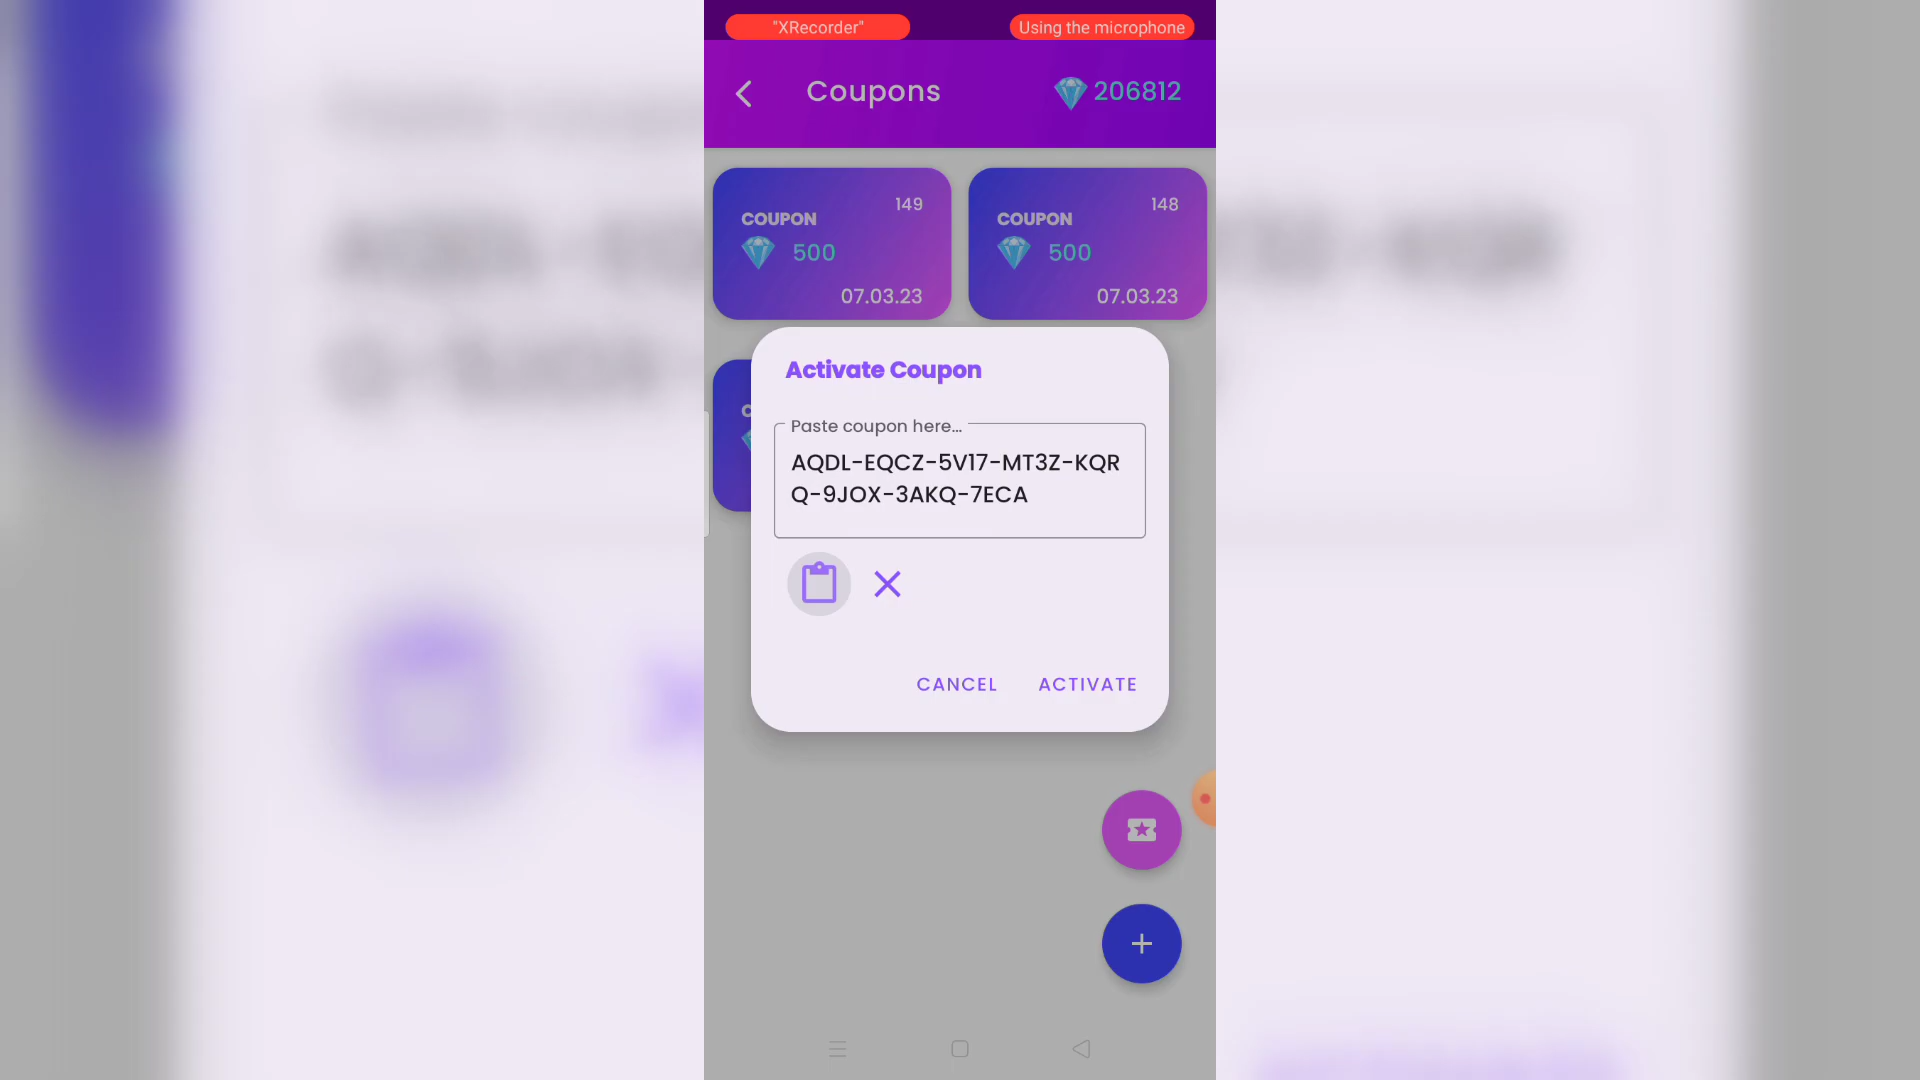 "XRecorder"
Using the microphone
Coupons
206812
149
COUPON
500
07.03.23
148
COUPON
500
07.03.23
Activate Coupon
Paste coupon here...
AQDL-EQCZ-5V17-MT3Z-KQR
Q-9JOX-3AKQ-7ECA
CANCEL
ACTIVATE